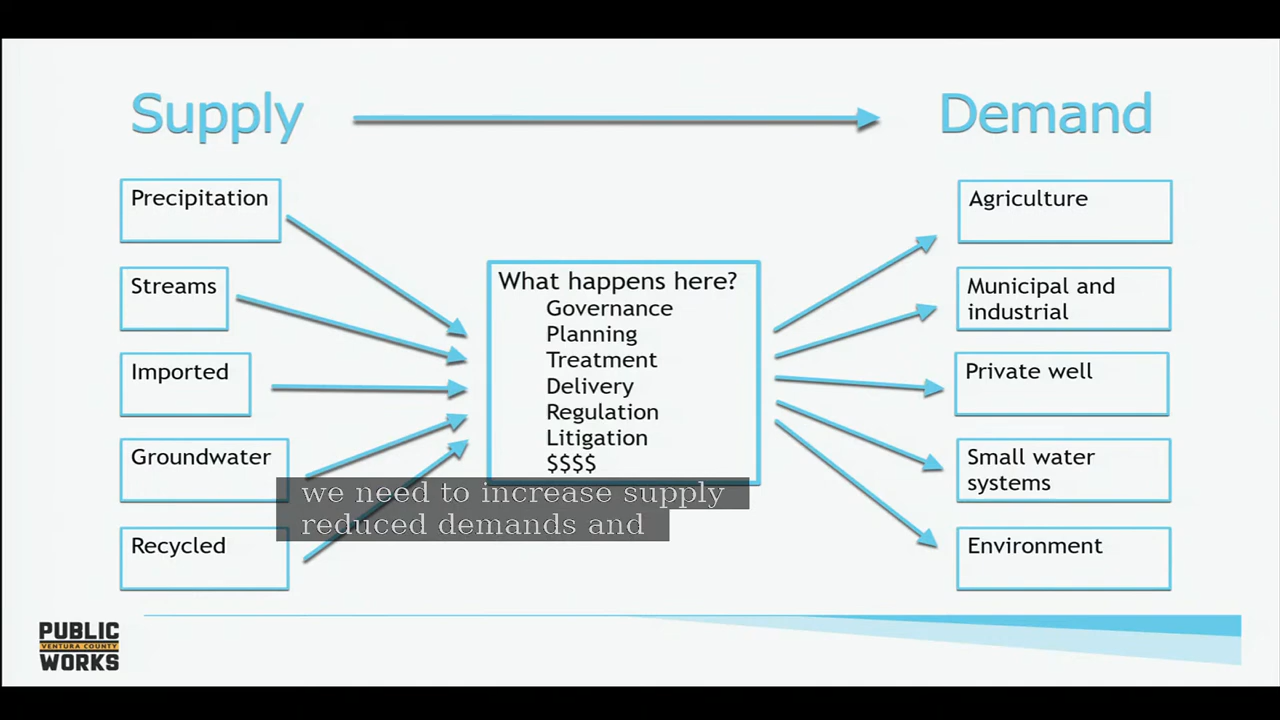 Supply
Demand
Precipitation
Streams
Imported
Groundwater
Recycled
What happens here?
Governance
Planning
Treatment
Delivery
Regulation
Litigation
$$$$
Agriculture
Municipal and
industrial
Private well
Small water
systems
Environment
we need to increase supply
reduced demands and
PUBLIC
VENTURA COUNTY
WORKS